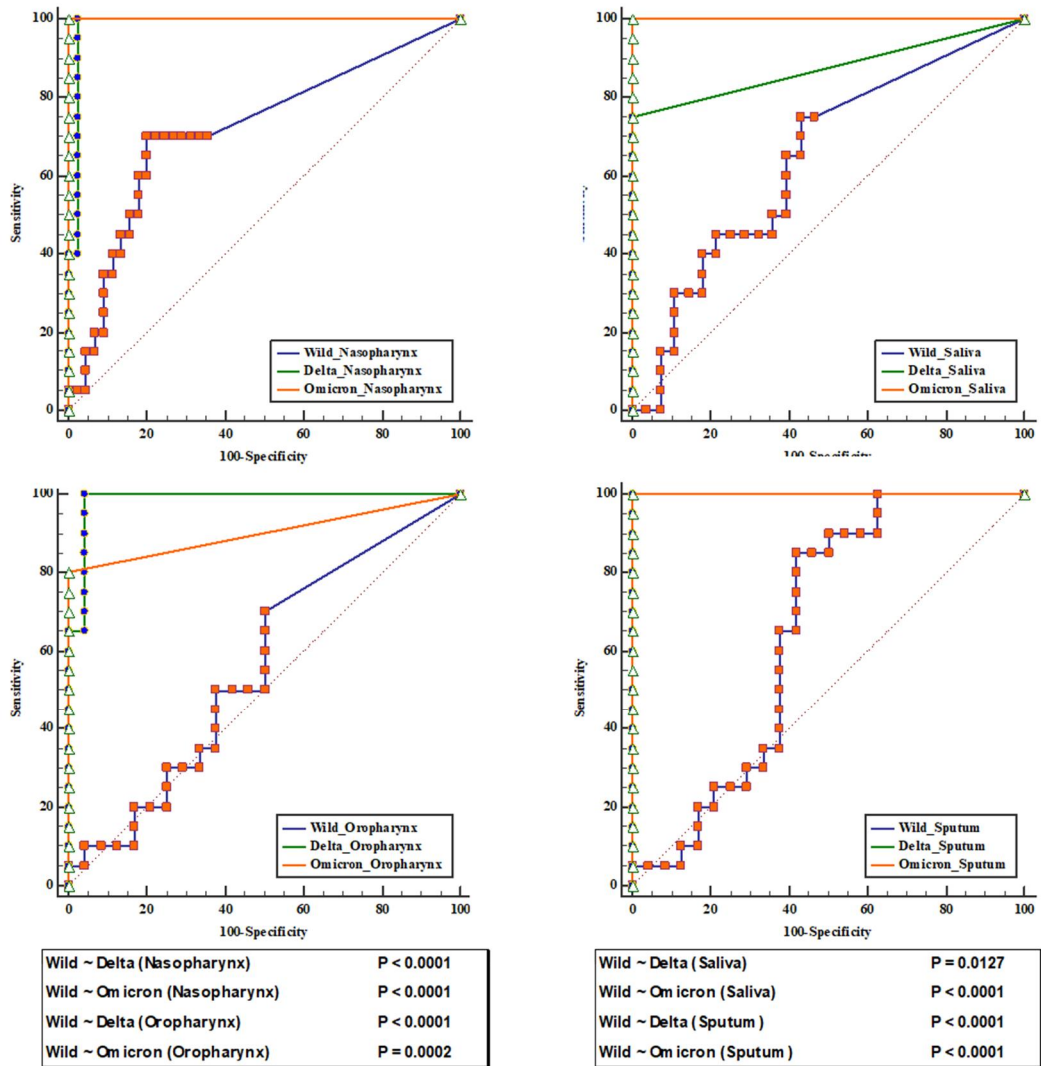 100
80
60
40
20
0
Sensitivity
Wild_Nasopharynx
Delta_Nasopharynx
Omicron_Nasopharynx
0 20 40 60 80 100
100-Specificity
100
80
60
40
20
0
Wild_Saliva
Delta_Saliva
Omicron_Saliva
0 20 40 60 80 100
100-Specificity
100
80
60
40
20
0
Sensitivity
Wild_Oropharynx
Delta_Oropharynx
Omicron_Oropharynx
0 20 40 60 80 100
100-Specificity
100
80
60
40
20
0
Sensitivity
Wild_Sputum
Delta_Sputum
Omicron_Sputum
0 20 40 60 80 100
100-Specificity
Wild ~ Delta (Nasopharynx) P < 0.0001
Wild ~ Omicron (Nasopharynx) P < 0.0001
Wild ~ Delta (Oropharynx) P < 0.0001
Wild ~ Omicron (Oropharynx) P = 0.0002
Wild ~ Delta (Saliva) P = 0.0127
Wild ~ Omicron (Saliva) P < 0.0001
Wild ~ Delta (Sputum) P < 0.0001
Wild ~ Omicron (Sputum) P < 0.0001